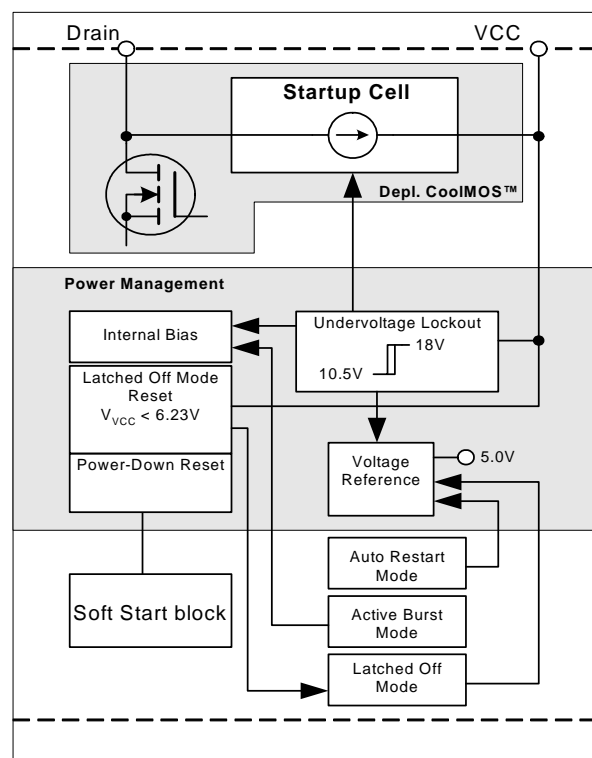 Drain
VCC
Startup Cell
Depl. CoolMOS™
Power Management
Internal Bias
Undervoltage Lockout
18V
10.5V
Latched Off Mode
Reset
V_VCC < 6.23V
Power-Down Reset
Voltage
Reference
5.0V
Auto Restart
Mode
Soft Start block
Active Burst
Mode
Latched Off
Mode